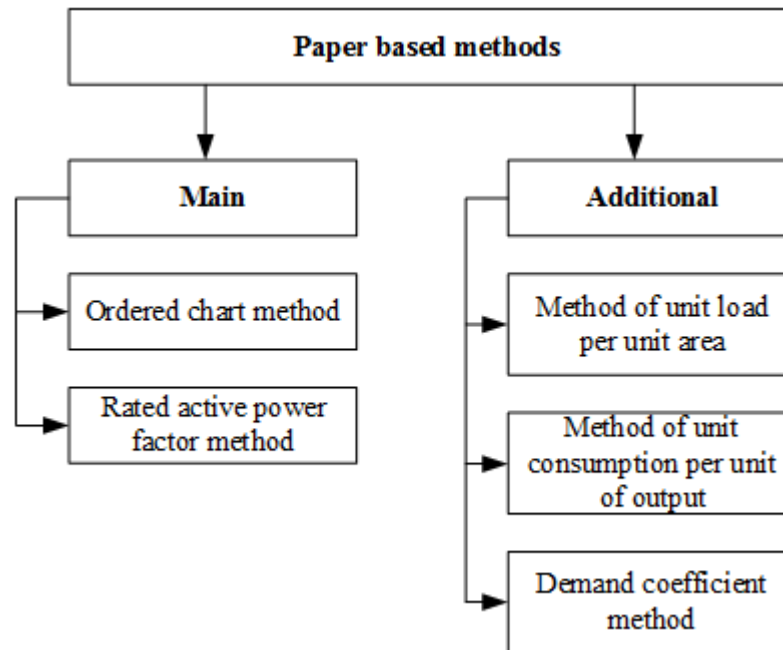 Paper based methods
Main
Additional
Ordered chart method
Rated active power
factor method
Method of unit load
per unit area
Method of unit
consumption per unit
of output
Demand coefficient
method